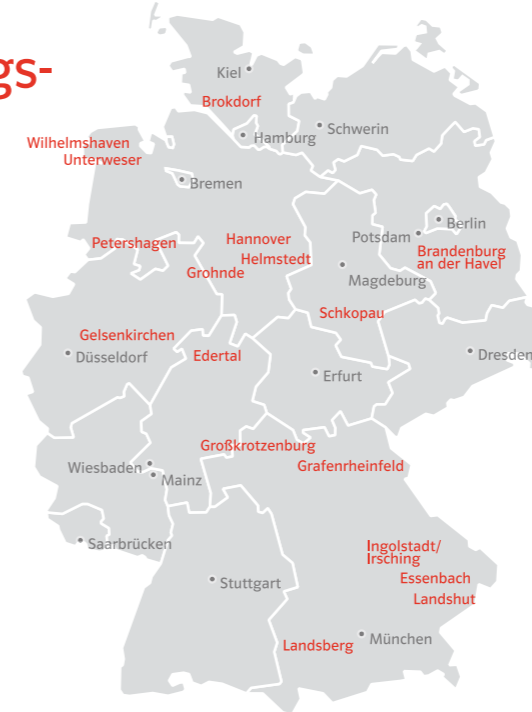 gs-
Kiel
Brokdorf
Hamburg
Schwerin
Wilhelmshaven
Unterweser
Bremen
Berlin
Potsdam
Petershagen
Hannover
Helmstedt
Brandenburg
an der Havel
Grohnde
Magdeburg
Schkopau
Gelsenkirchen
Düsseldorf
Edertal
Dresden
Erfurt
Großkrotzenburg
Grafenrheinfeld
Wiesbaden
Mainz
Saarbrücken
Ingolstadt/
Irsching
Essenbach
Stuttgart
Landshut
Landsberg
München